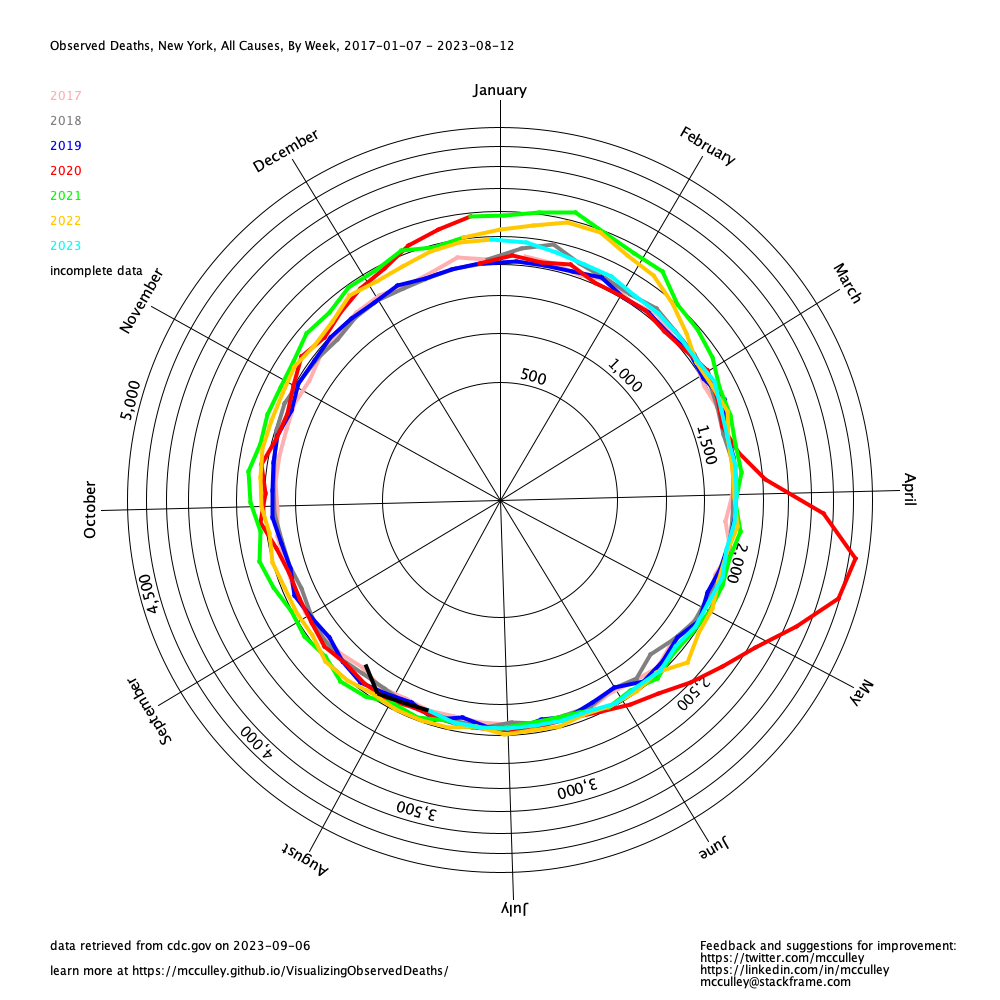 Observed Deaths, New York, All Causes, By Week, 2017-01-07 - 2023-08-12
2017
2018
2019
2020
2021
2022
2023
incomplete data
January
February
March
April
May
June
July
August
September
October
November
December
500
1,000
1,500
2,000
2,500
3,000
3,500
4,000
4,500
5,000
data retrieved from cdc.gov on 2023-09-06
learn more at https://mcculley.github.io/VisualizingObservedDeaths/
Feedback and suggestions for improvement:
https://twitter.com/mcculley
https://linkedin.com/in/mcculley
mcculley@stackframe.com